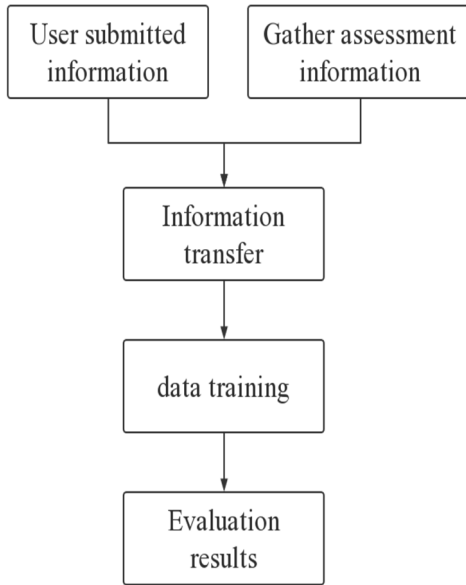 User submitted
information
Gather assessment
information
Information
transfer
data training
Evaluation
results